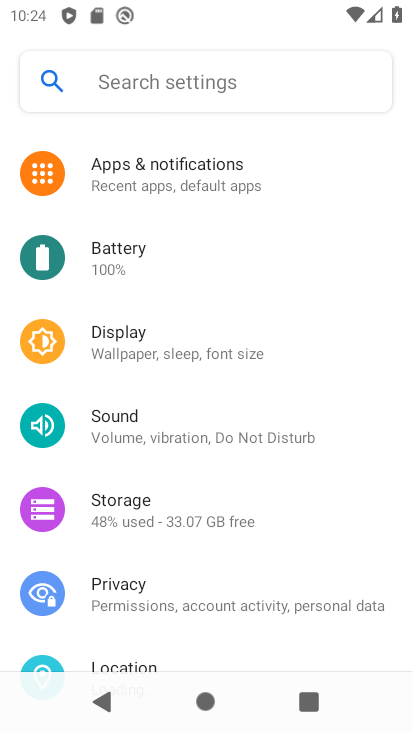 10:24
Search settings
Apps & notifications
Recent apps, default apps
Battery
100%
Display
Wallpaper, sleep, font size
Sound
Volume, vibration, Do Not Disturb
Storage
48% used - 33.07 GB free
Privacy
Permissions, account activity, personal data
Location
Loading…